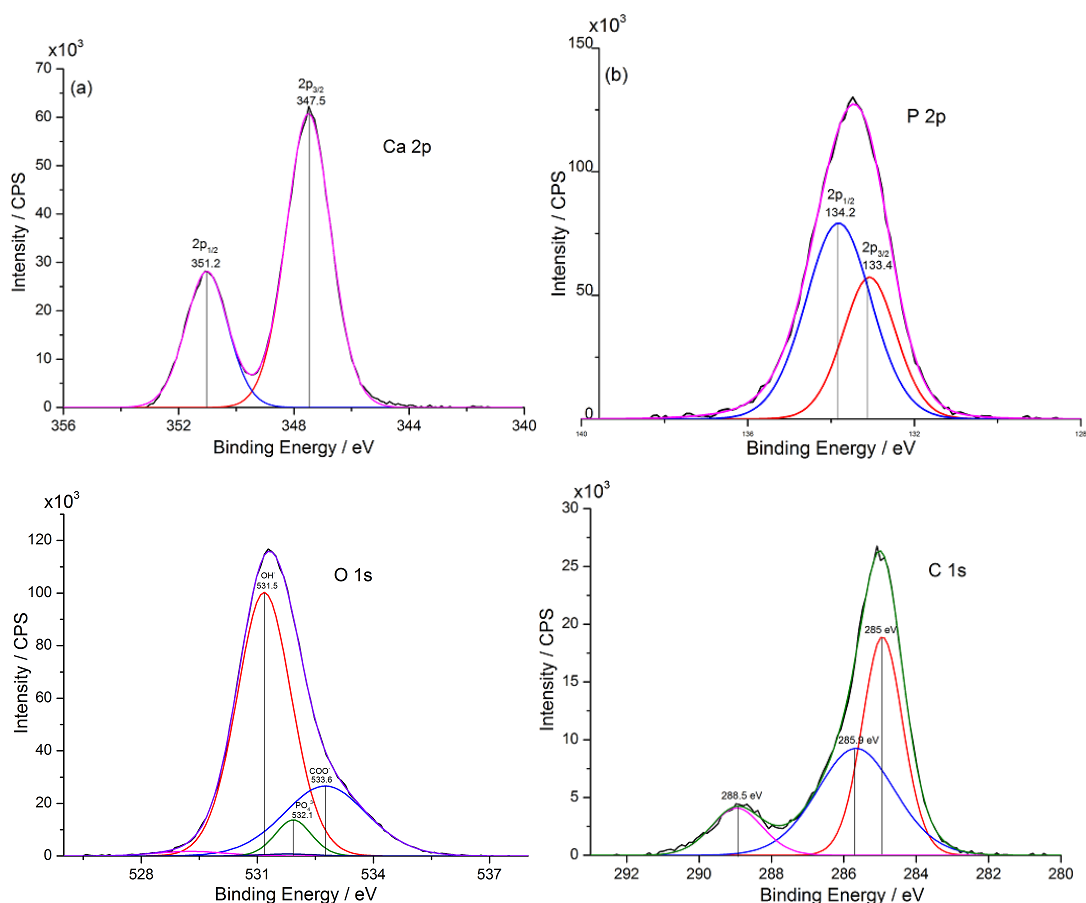 x10³
70
60
50
40
30
20
10
0
Intensity / CPS
(a)
2p₃/₂
347.5
Ca 2p
2p₁/₂
351.2
356
352
348
344
340
Binding Energy / eV
x10³
150
100
50
0
Intensity / CPS
(b)
P 2p
2p₁/₂
134.2
2p₃/₂
133.4
140
136
132
128
Binding Energy / eV
x10³
120
100
80
60
40
20
0
Intensity / CPS
O 1s
OH⁻
531.5
COO⁻
533.6
PO₄³⁻
532.1
528
531
534
537
Binding Energy / eV
x10³
30
25
20
15
10
5
0
Intensity / CPS
C 1s
285 eV
285.9 eV
288.5 eV
292
290
288
286
284
282
280
Binding Energy / eV